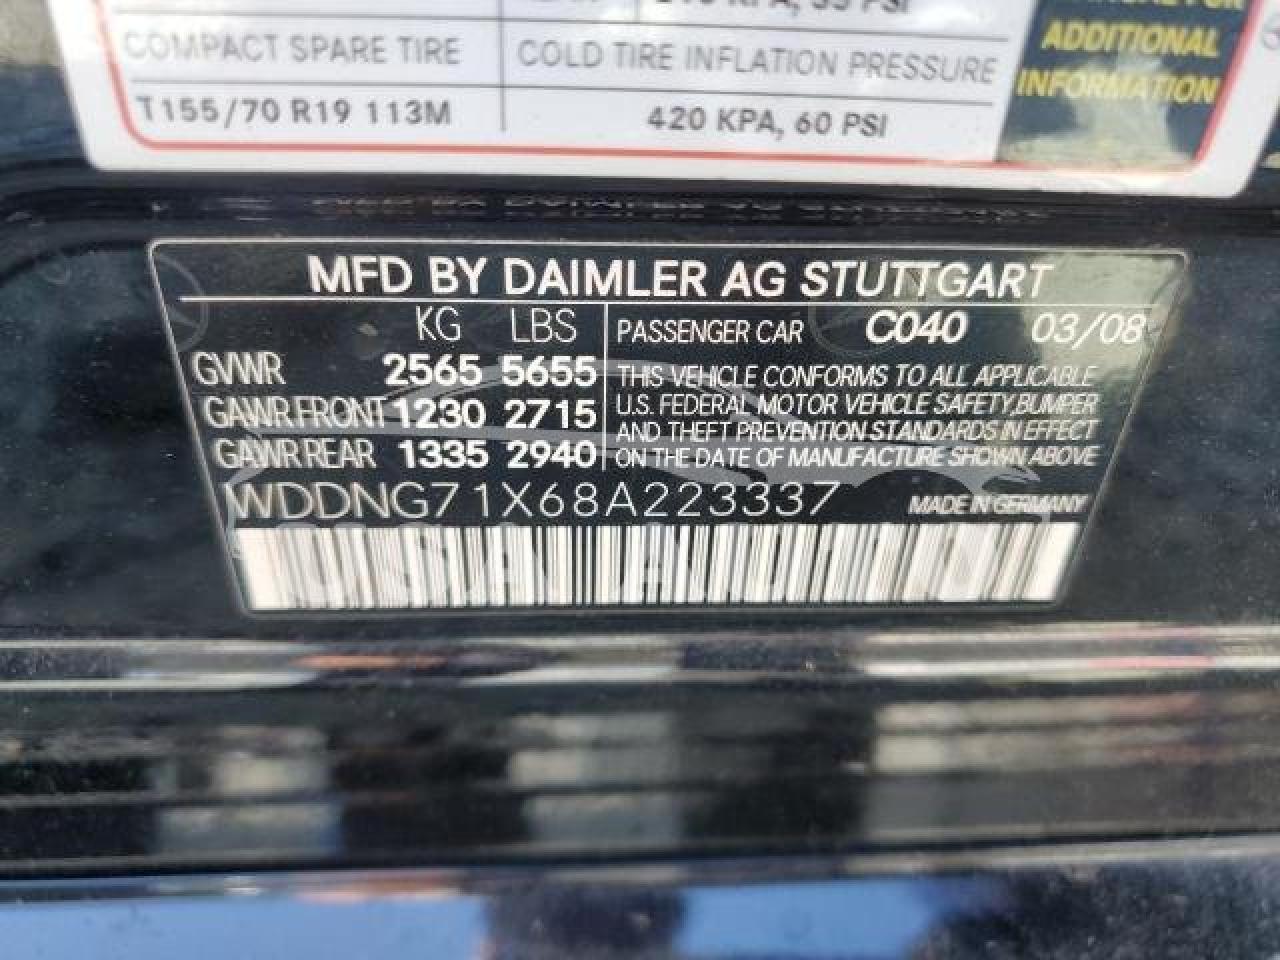 PSI
COMPACT SPARE TIRE COLD TIRE INFLATION PRESSURE
T155/70 R19 113M 420 KPA, 60 PSI
ADDITIONAL
INFORMATION
MFD BY DAIMLER AG STUTTGART
KG LBS PASSENGER CAR C040 03/08
GVWR 2565 5655 THIS VEHICLE CONFORMS TO ALL APPLICABLE
GAWR FRONT 1230 2715 U.S. FEDERAL MOTOR VEHICLE SAFETY, BUMPER
AND THEFT PREVENTION STANDARDS IN EFFECT
GAWR REAR 1335 2940 ON THE DATE OF MANUFACTURE SHOWN ABOVE
WDDNG71X68A223337 MADE IN GERMANY